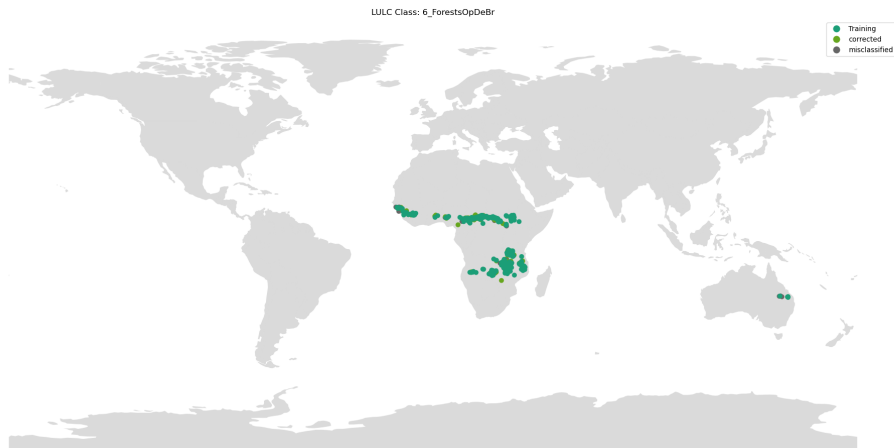 LULC Class: 6_ForestsOpDeBr
Training
corrected
misclassified